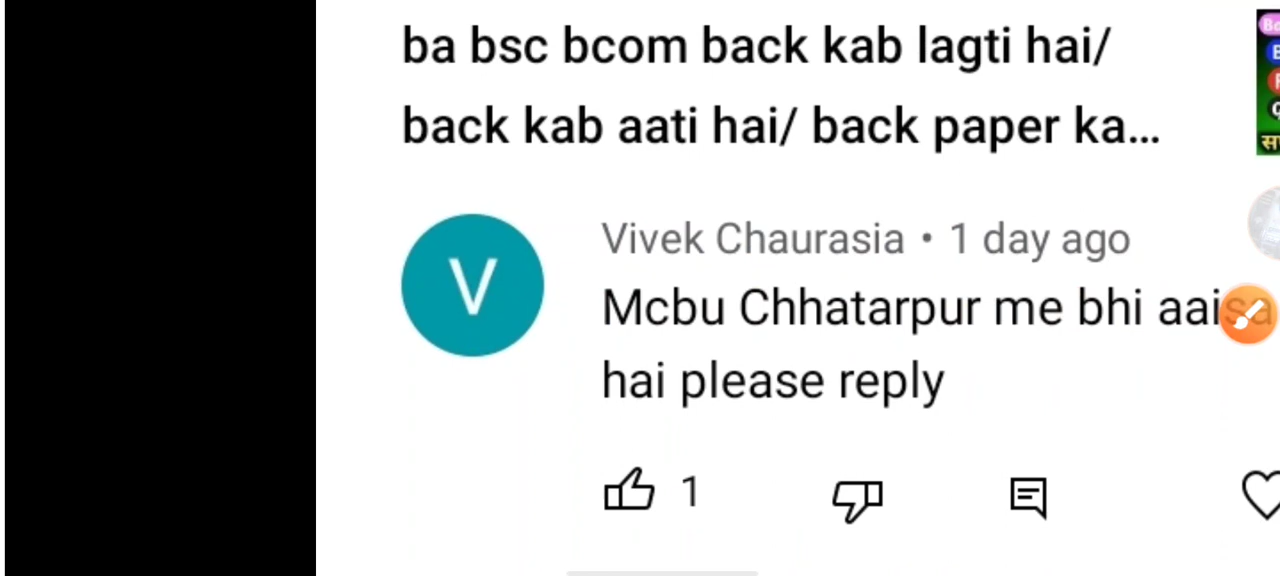 ba bsc bcom back kab lagti hai/
back kab aati hai/ back paper ka...
Vivek Chaurasia • 1 day ago
Mcbu Chhatarpur me bhi aaisa
hai please reply
1